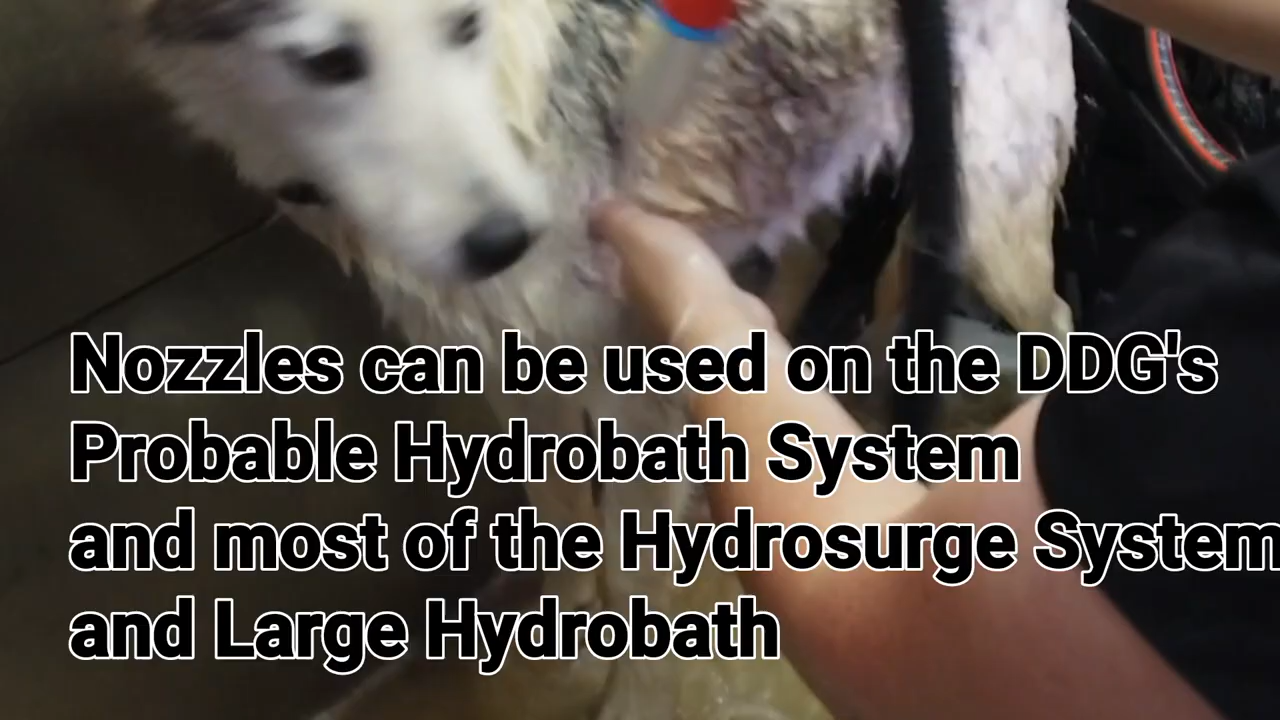 Nozzles can be used on the DDG's
Probable Hydrobath System
and most of the Hydrosurge System
and Large Hydrobath